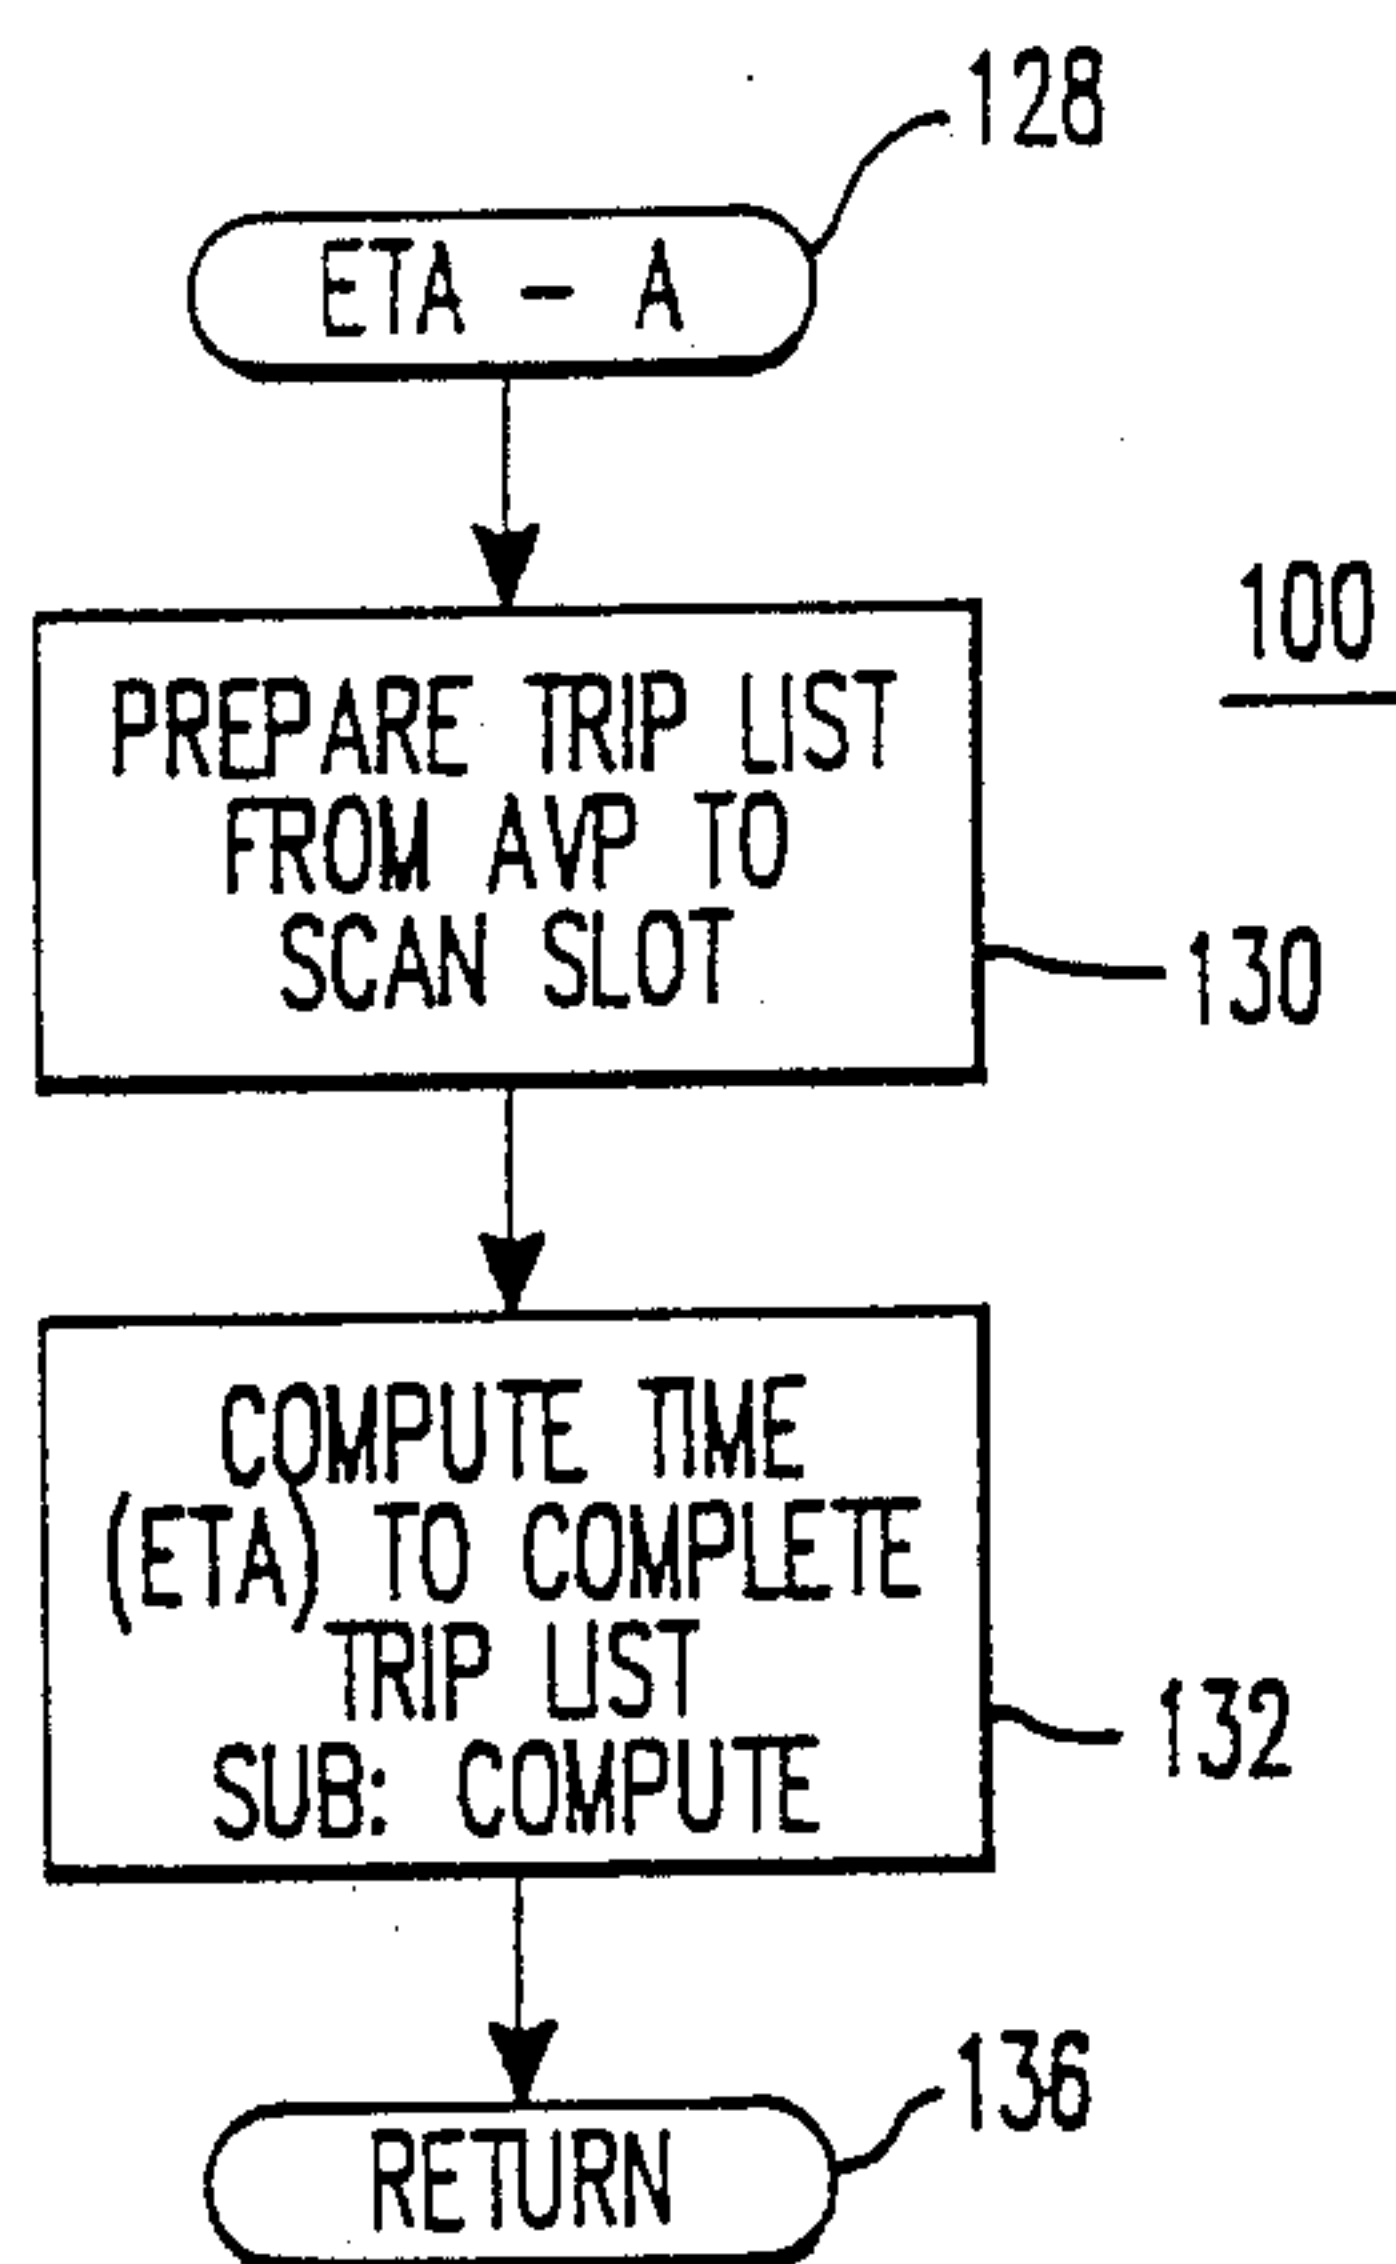 128
ETA - A
100
PREPARE TRIP LIST
FROM AVP TO
SCAN SLOT
130
COMPUTE TIME
(ETA) TO COMPLETE
TRIP LIST
SUB: COMPUTE
132
136
RETURN